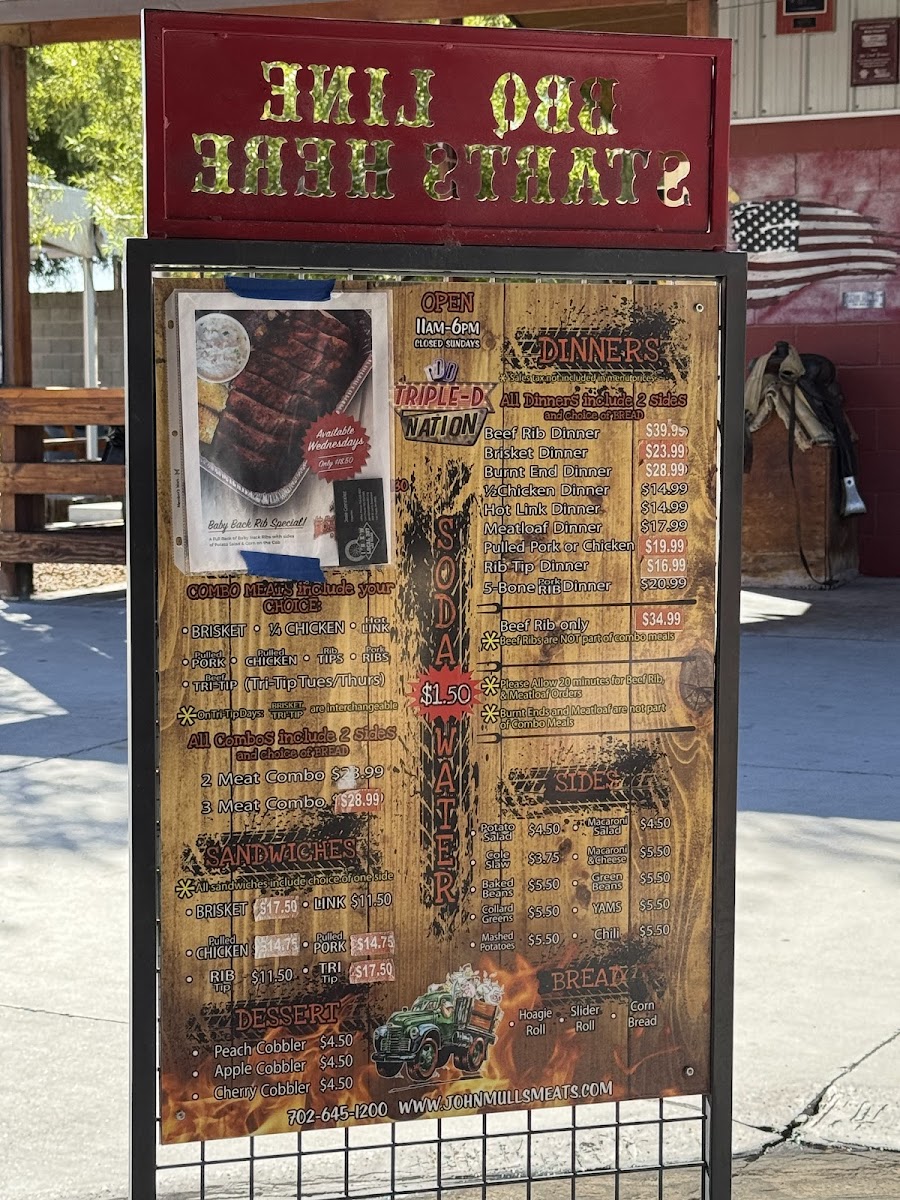 BBQ LINE
STARTS HERE
Available
Wednesdays
Baby Back Rib Special!
OPEN
11AM-6PM
CLOSED SUNDAYS
TRIPLE-D
NATION
COMBO MEATS include your
CHOICE:
• BRISKET • ¼ CHICKEN • Hot LINK
• Pulled PORK • Pulled CHICKEN • Rib TIPS • Pork RIBS
• Beef TRI-TIP (Tri-Tip Tues/Thurs)
* On Tri-Tip Days: BRISKET TRI-TIP are interchangeable
All Combos include 2 sides
and choice of BREAD
2 Meat Combo .99
3 Meat Combo $28.99
SANDWICHES
* All sandwiches include choice of one side
• BRISKET $17.50 • LINK $11.50
• Pulled CHICKEN $14.75 • Pulled PORK $14.75
• RIB Tip - $11.50 • TRI Tip $17.50
DESSERT
• Peach Cobbler $4.50
• Apple Cobbler $4.50
• Cherry Cobbler $4.50
SODA
$1.50
WATER
DINNERS
* Sales tax not included in menu prices
All Dinners include 2 sides
and choice of BREAD
Beef Rib Dinner $39.99
Brisket Dinner $23.99
Burnt End Dinner $28.99
½ Chicken Dinner $14.99
Hot Link Dinner $14.99
Meatloaf Dinner $17.99
Pulled Pork or Chicken $19.99
Rib Tip Dinner $16.99
5-Bone Pork RIB Dinner $20.99
Beef Rib only $34.99
* Beef Ribs are NOT part of combo meals
* Please Allow 20 minutes for Beef Rib
& Meatloaf Orders
* Burnt Ends and Meatloaf are not part
of Combo Meals
SIDES
• Potato Salad $4.50 • Macaroni Salad $4.50
• Cole Slaw $3.75 • Macaroni & Cheese $5.50
• Baked Beans $5.50 • Green Beans $5.50
• Collard Greens $5.50 • YAMS $5.50
• Mashed Potatoes $5.50 • Chili $5.50
BREAD
• Hoagie Roll • Slider Roll • Corn Bread
702-645-1200 WWW.JOHNMULLSMEATS.COM